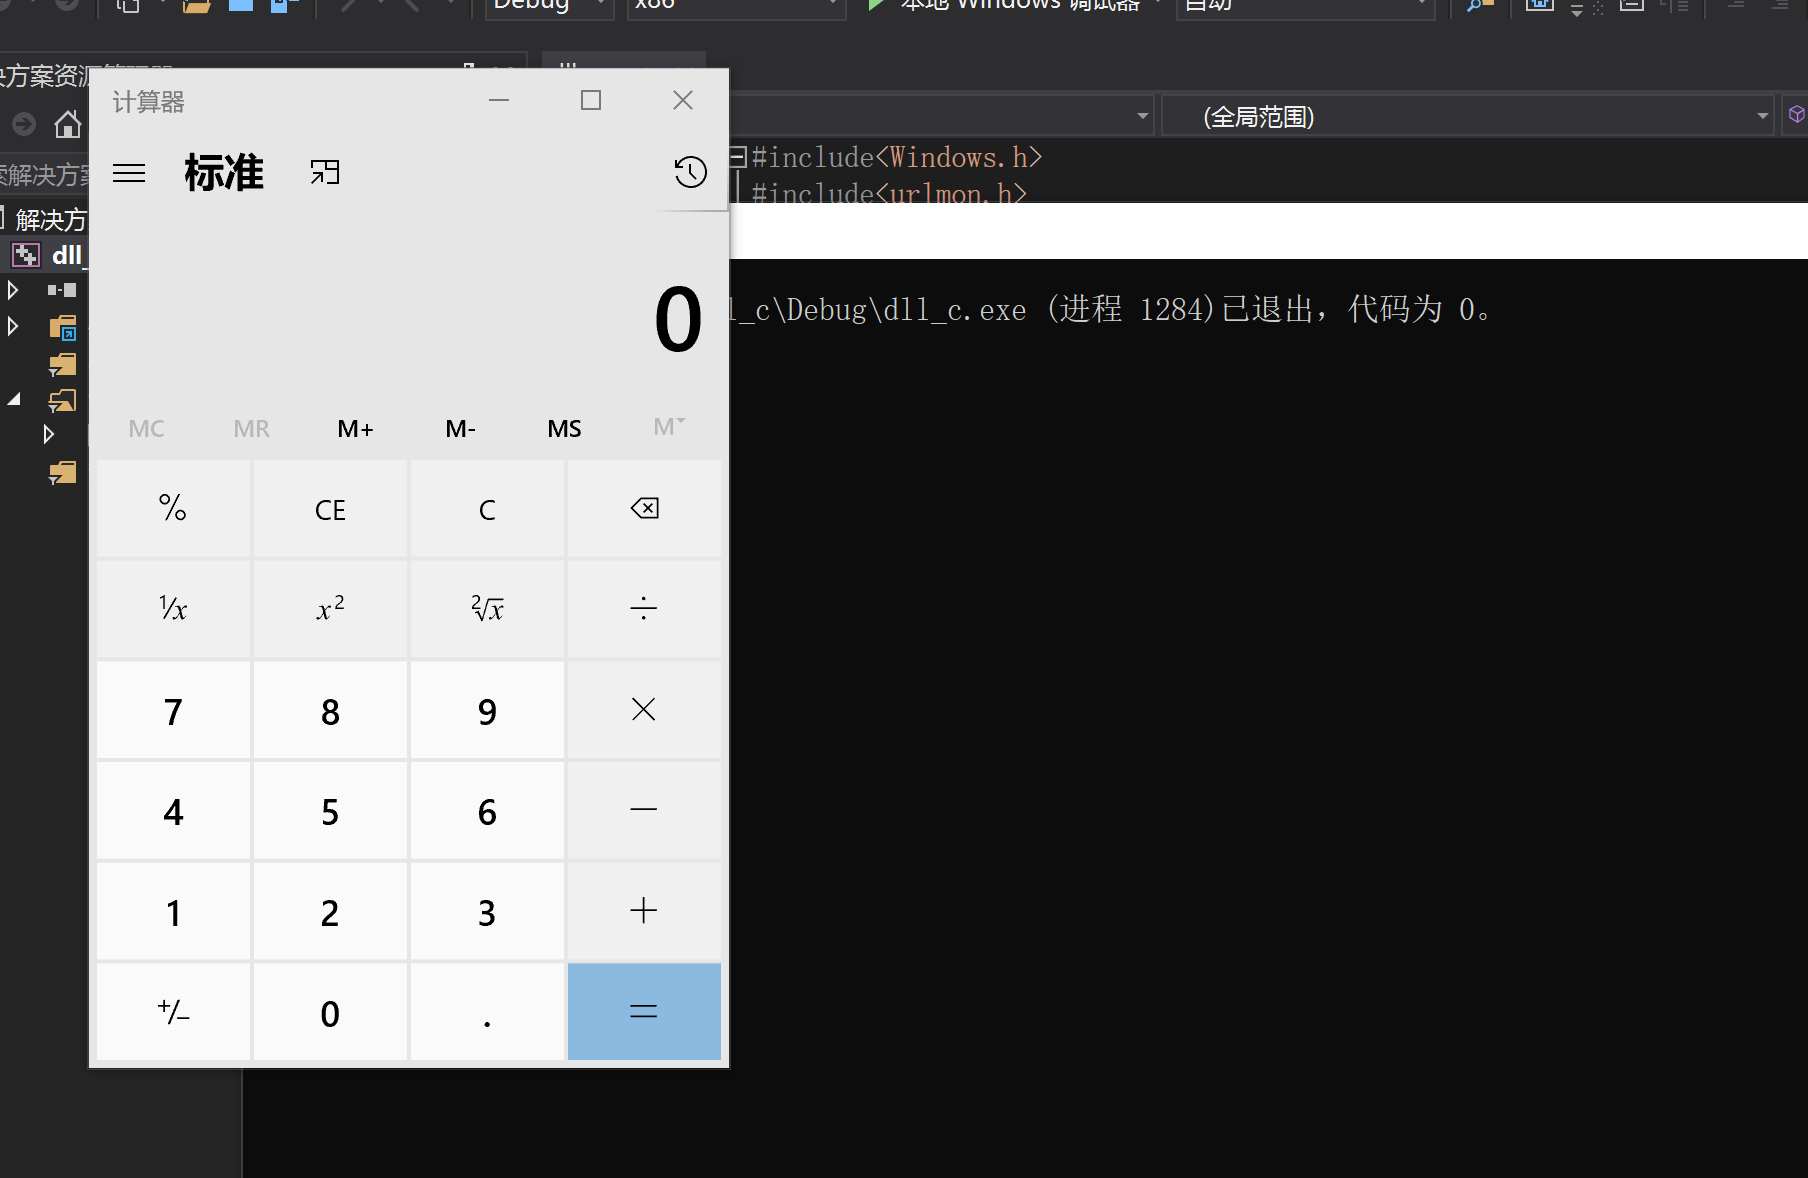 Debug
x86
本地 Windows 调试器
自动
决方案资源管理器
计算器
(全局范围)
标准
#include<Windows.h>
#include<urlmon.h>
索解决方案
解决方
dll_
0
l_c\Debug\dll_c.exe (进程 1284)已退出，代码为 0。
MC MR M+ M- MS M
% CE C
1/x x2 2√x ÷
7 8 9 ×
4 5 6 −
1 2 3 +
+/− 0 . =